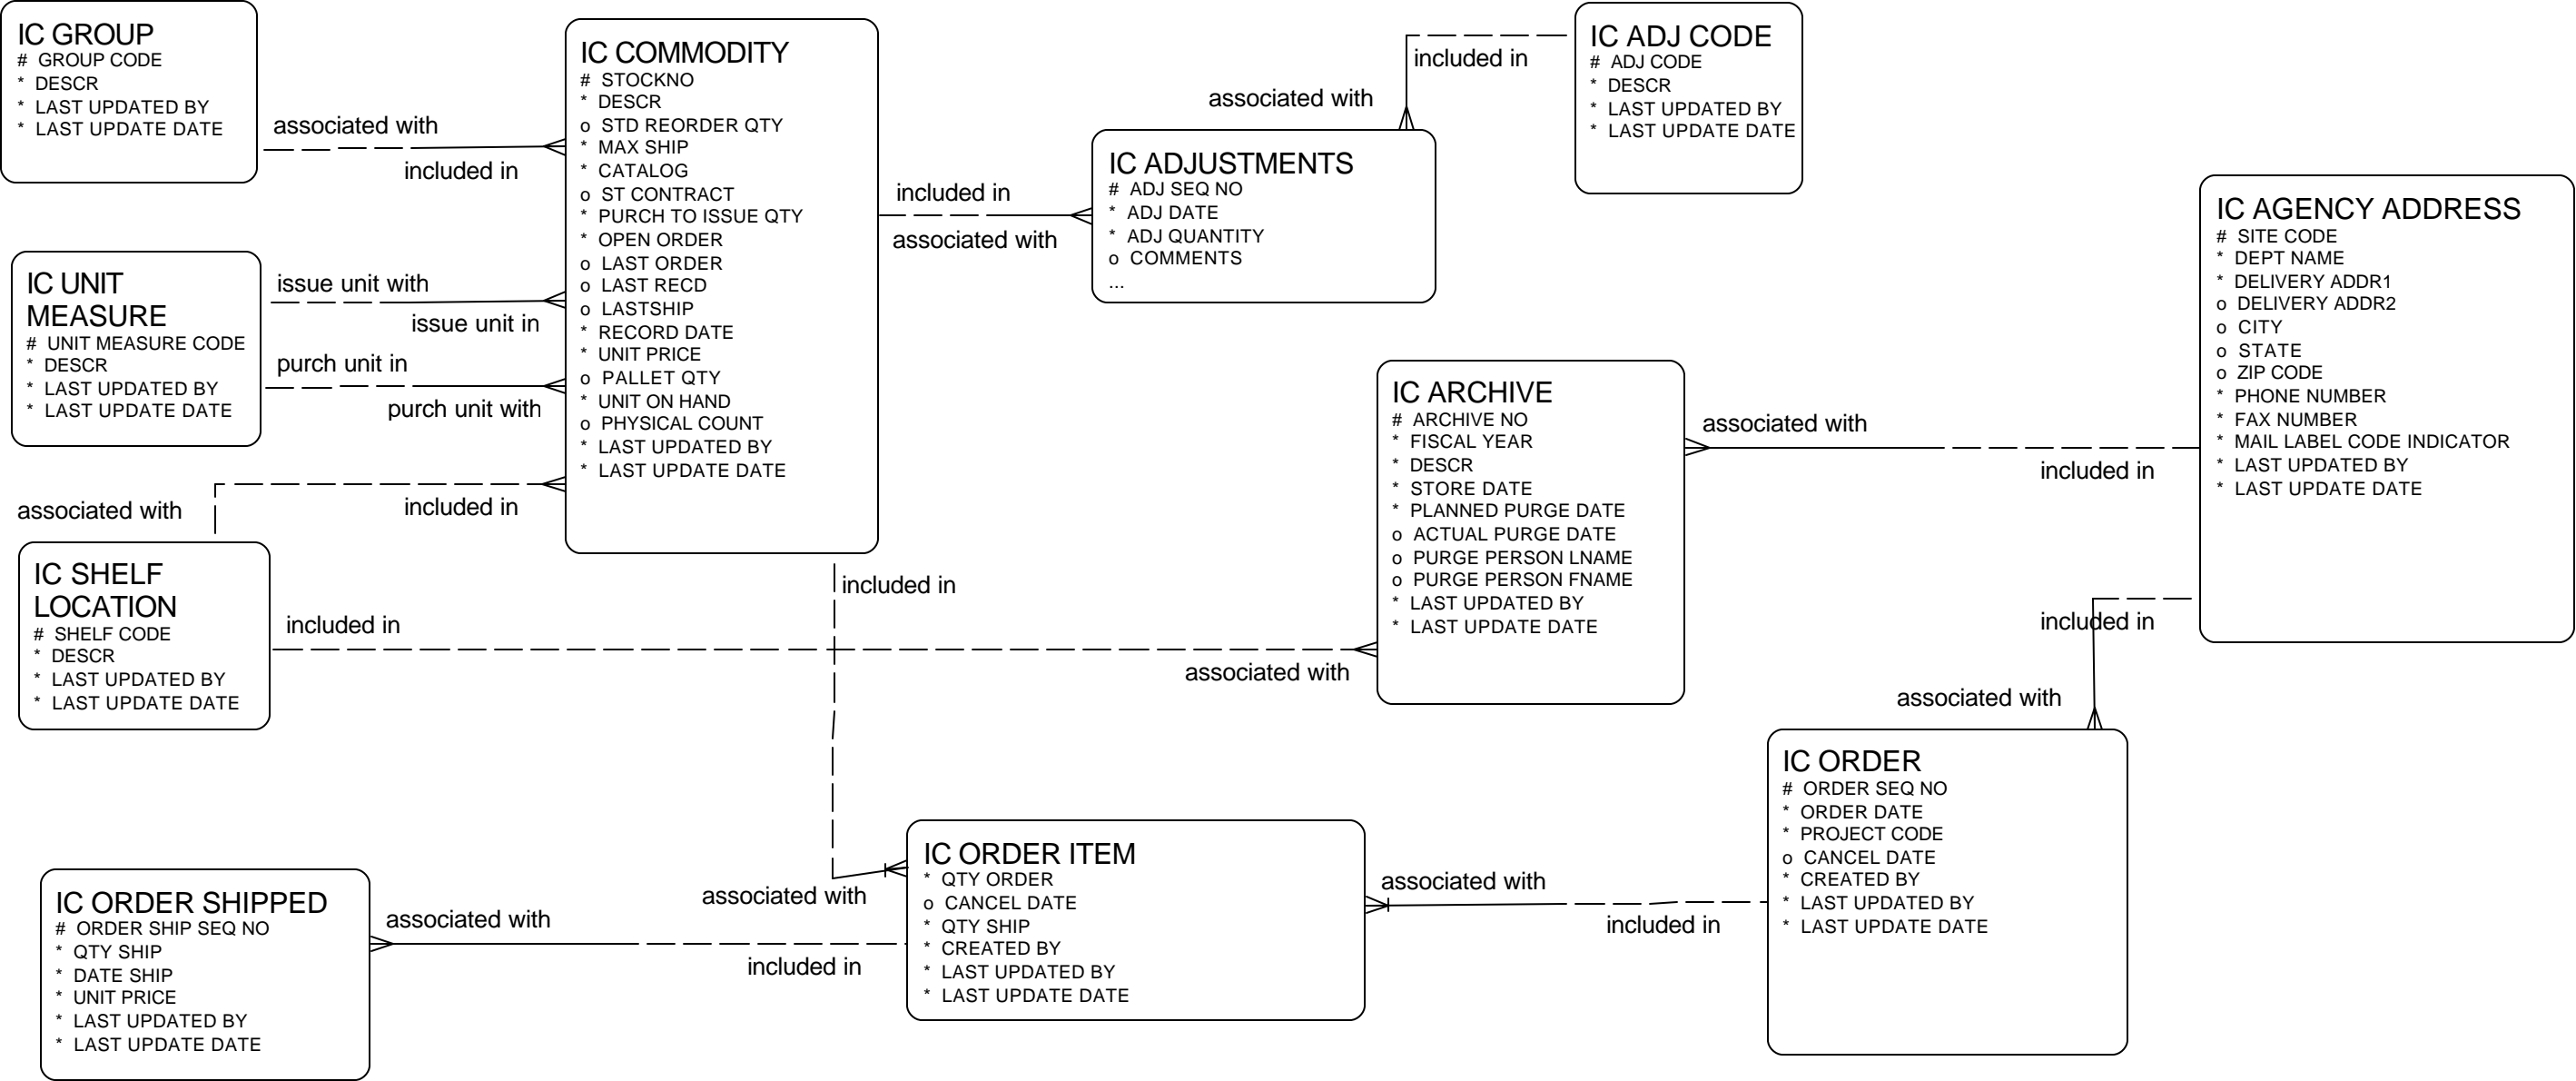 IC GROUP
# GROUP CODE
* DESCR
* LAST UPDATED BY
* LAST UPDATE DATE
associated with
included in
IC UNIT
MEASURE
# UNIT MEASURE CODE
* DESCR
* LAST UPDATED BY
* LAST UPDATE DATE
issue unit with
issue unit in
purch unit in
purch unit with
associated with
included in
IC SHELF
LOCATION
# SHELF CODE
* DESCR
* LAST UPDATED BY
* LAST UPDATE DATE
included in
associated with
IC COMMODITY
# STOCKNO
* DESCR
o STD REORDER QTY
* MAX SHIP
* CATALOG
o ST CONTRACT
* PURCH TO ISSUE QTY
* OPEN ORDER
o LAST ORDER
o LAST RECD
o LASTSHIP
* RECORD DATE
* UNIT PRICE
o PALLET QTY
* UNIT ON HAND
o PHYSICAL COUNT
* LAST UPDATED BY
* LAST UPDATE DATE
included in
associated with
included in
associated with
IC ADJUSTMENTS
# ADJ SEQ NO
* ADJ DATE
* ADJ QUANTITY
o COMMENTS
...
associated with
included in
IC ADJ CODE
# ADJ CODE
* DESCR
* LAST UPDATED BY
* LAST UPDATE DATE
IC ARCHIVE
# ARCHIVE NO
* FISCAL YEAR
* DESCR
* STORE DATE
* PLANNED PURGE DATE
o ACTUAL PURGE DATE
o PURGE PERSON LNAME
o PURGE PERSON FNAME
* LAST UPDATED BY
* LAST UPDATE DATE
associated with
included in
IC AGENCY ADDRESS
# SITE CODE
* DEPT NAME
* DELIVERY ADDR1
o DELIVERY ADDR2
o CITY
o STATE
o ZIP CODE
* PHONE NUMBER
* FAX NUMBER
* MAIL LABEL CODE INDICATOR
* LAST UPDATED BY
* LAST UPDATE DATE
included in
associated with
IC ORDER
# ORDER SEQ NO
* ORDER DATE
* PROJECT CODE
o CANCEL DATE
* CREATED BY
* LAST UPDATED BY
* LAST UPDATE DATE
associated with
included in
IC ORDER ITEM
* QTY ORDER
o CANCEL DATE
* QTY SHIP
* CREATED BY
* LAST UPDATED BY
* LAST UPDATE DATE
associated with
included in
IC ORDER SHIPPED
# ORDER SHIP SEQ NO
* QTY SHIP
* DATE SHIP
* UNIT PRICE
* LAST UPDATED BY
* LAST UPDATE DATE